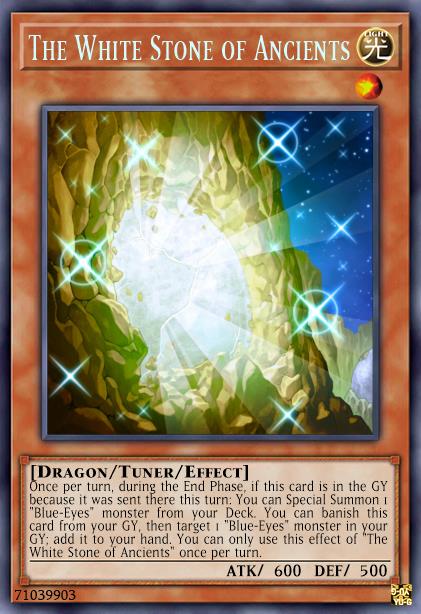 THE WHITE STONE OF ANCIENTS
LIGHT
光
[DRAGON/TUNER/EFFECT]
Once per turn, during the End Phase, if this card is in the GY
because it was sent there this turn: You can Special Summon 1
"Blue-Eyes" monster from your Deck. You can banish this
card from your GY, then target 1 "Blue-Eyes" monster in your
GY; add it to your hand. You can only use this effect of "The
White Stone of Ancients" once per turn.
ATK/ 600 DEF/ 500
71039903